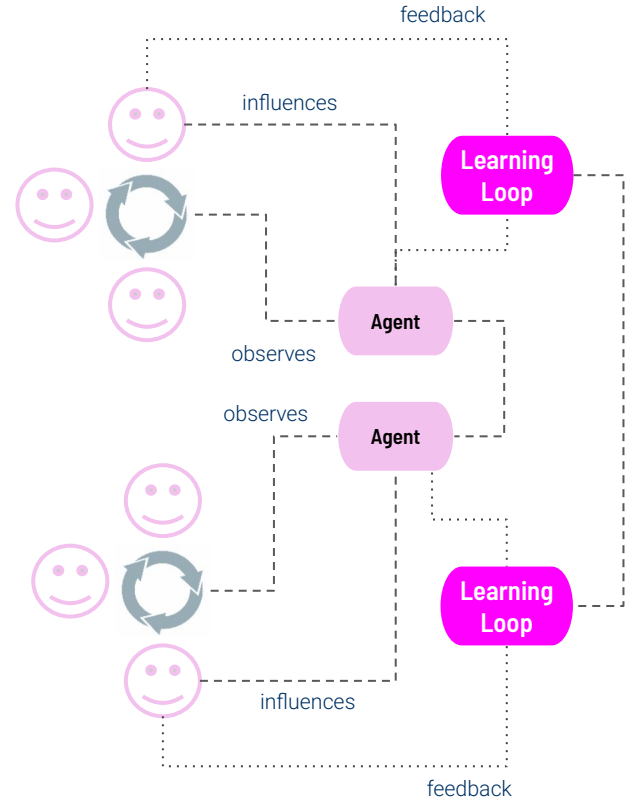 feedback
influences
Learning
Loop
Agent
observes
observes
Agent
Learning
Loop
influences
feedback